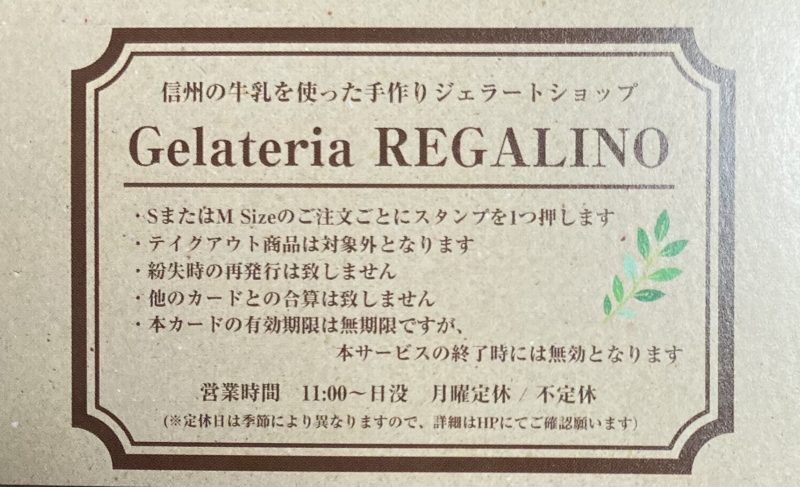 信州の牛乳を使った手作りジェラートショップ
Gelateria REGALINO
・SまたはM Sizeのご注文ごとにスタンプを1つ押します
・テイクアウト商品は対象外となります
・紛失時の再発行は致しません
・他のカードとの合算は致しません
・本カードの有効期限は無期限ですが、
本サービスの終了時には無効となります
営業時間　11:00〜日没　月曜定休 / 不定休
(※定休日は季節により異なりますので、詳細はHPにてご確認願います)